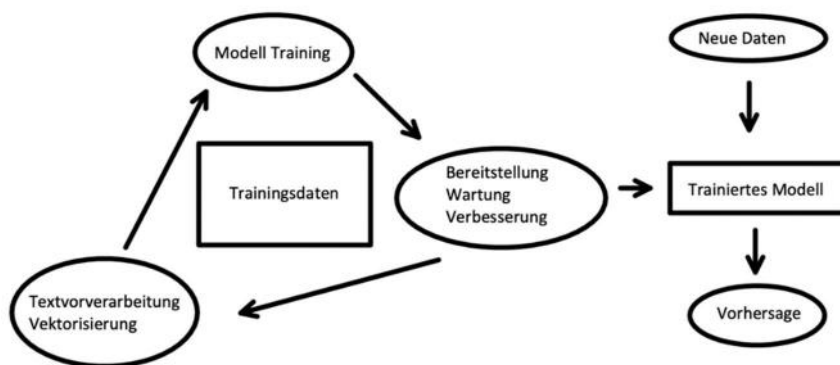 Modell Training
Neue Daten
Trainingsdaten
Bereitstellung
Wartung
Verbesserung
Trainiertes Modell
Textvorverarbeitung
Vektorisierung
Vorhersage